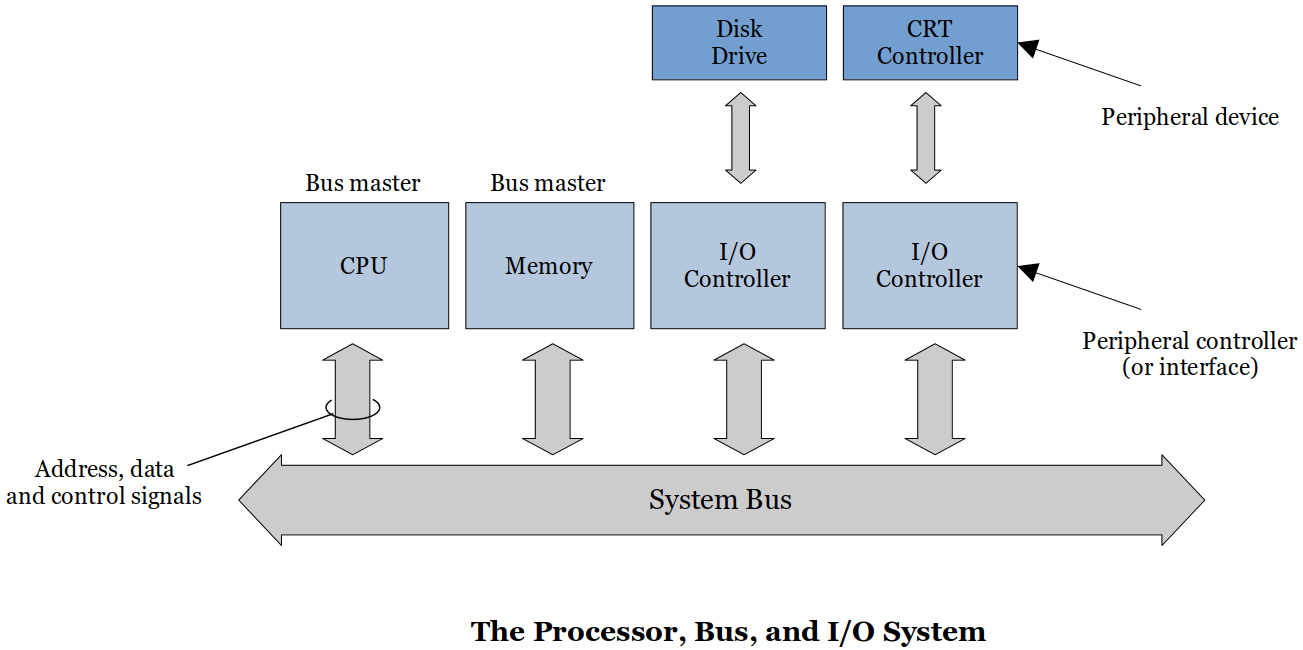 Disk
Drive
CRT
Controller
Peripheral device
Bus master
Bus master
CPU
Memory
I/O
Controller
I/O
Controller
Peripheral controller
(or interface)
Address, data
and control signals
System Bus
The Processor, Bus, and I/O System